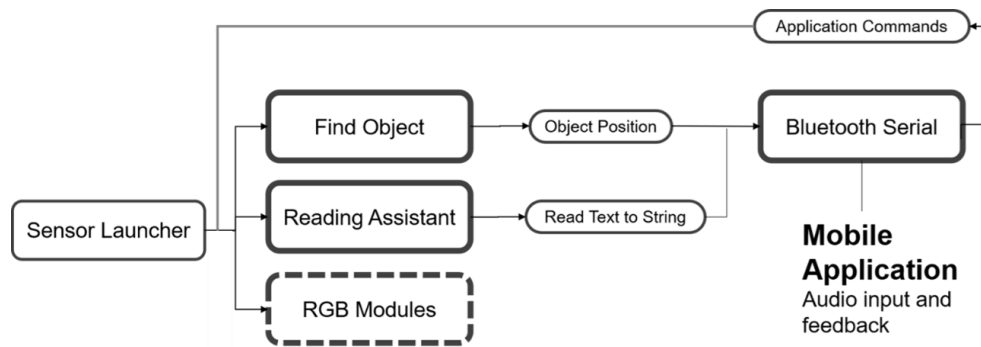 Application Commands
Find Object
Object Position
Bluetooth Serial
Sensor Launcher
Reading Assistant
Read Text to String
RGB Modules
Mobile
Application
Audio input and
feedback